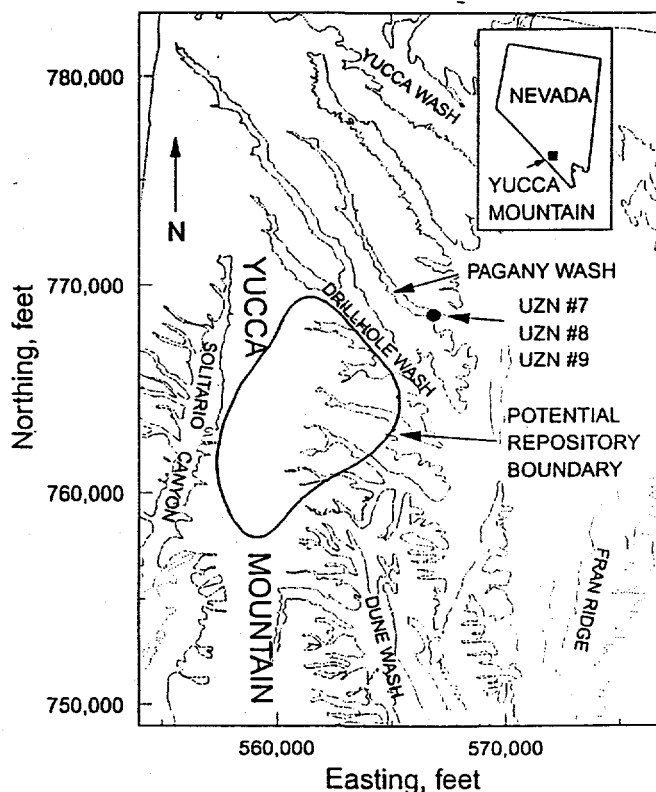 780,000
770,000
760,000
750,000
Northing, feet
560,000
570,000
Easting, feet
N
YUCCA WASH
NEVADA
YUCCA
MOUNTAIN
PAGANY WASH
UZN #7
UZN #8
UZN #9
DRILLHOLE WASH
YUCCA
MOUNTAIN
SOLITARIO
CANYON
POTENTIAL
REPOSITORY
BOUNDARY
DUNE WASH
FRAN RIDGE